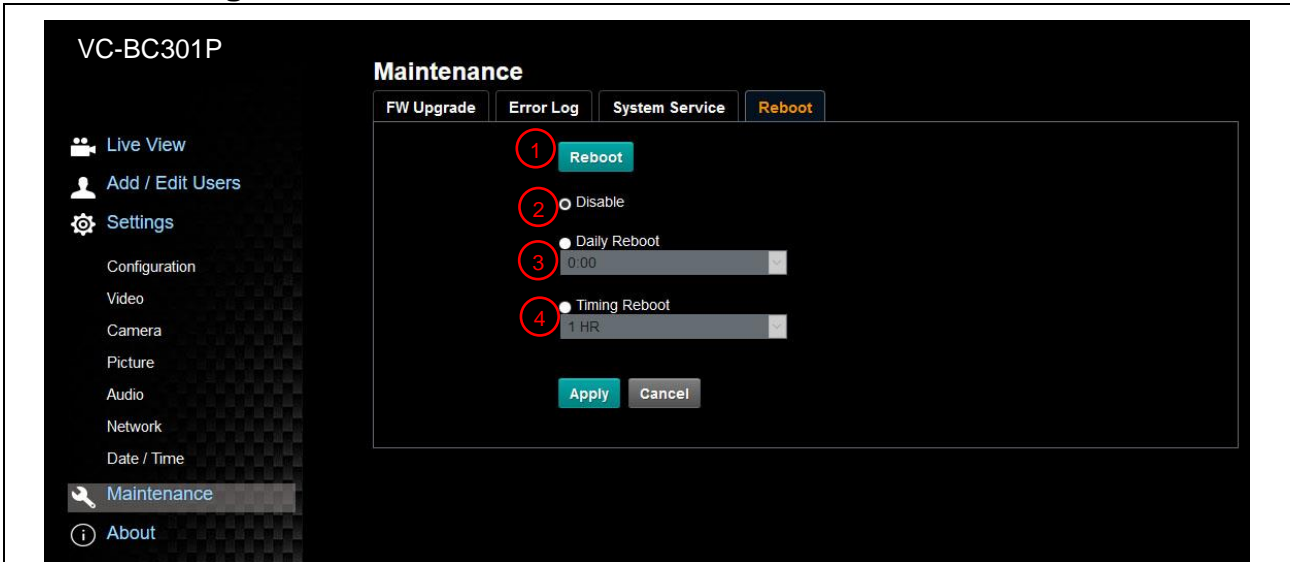 VC-BC301P
Live View
Add / Edit Users
Settings
Configuration
Video
Camera
Picture
Audio
Network
Date / Time
Maintenance
About
Maintenance
FW Upgrade Error Log System Service Reboot
1 Reboot
2 Disable
Daily Reboot
3 0:00
Timing Reboot
4 1 HR
Apply Cancel